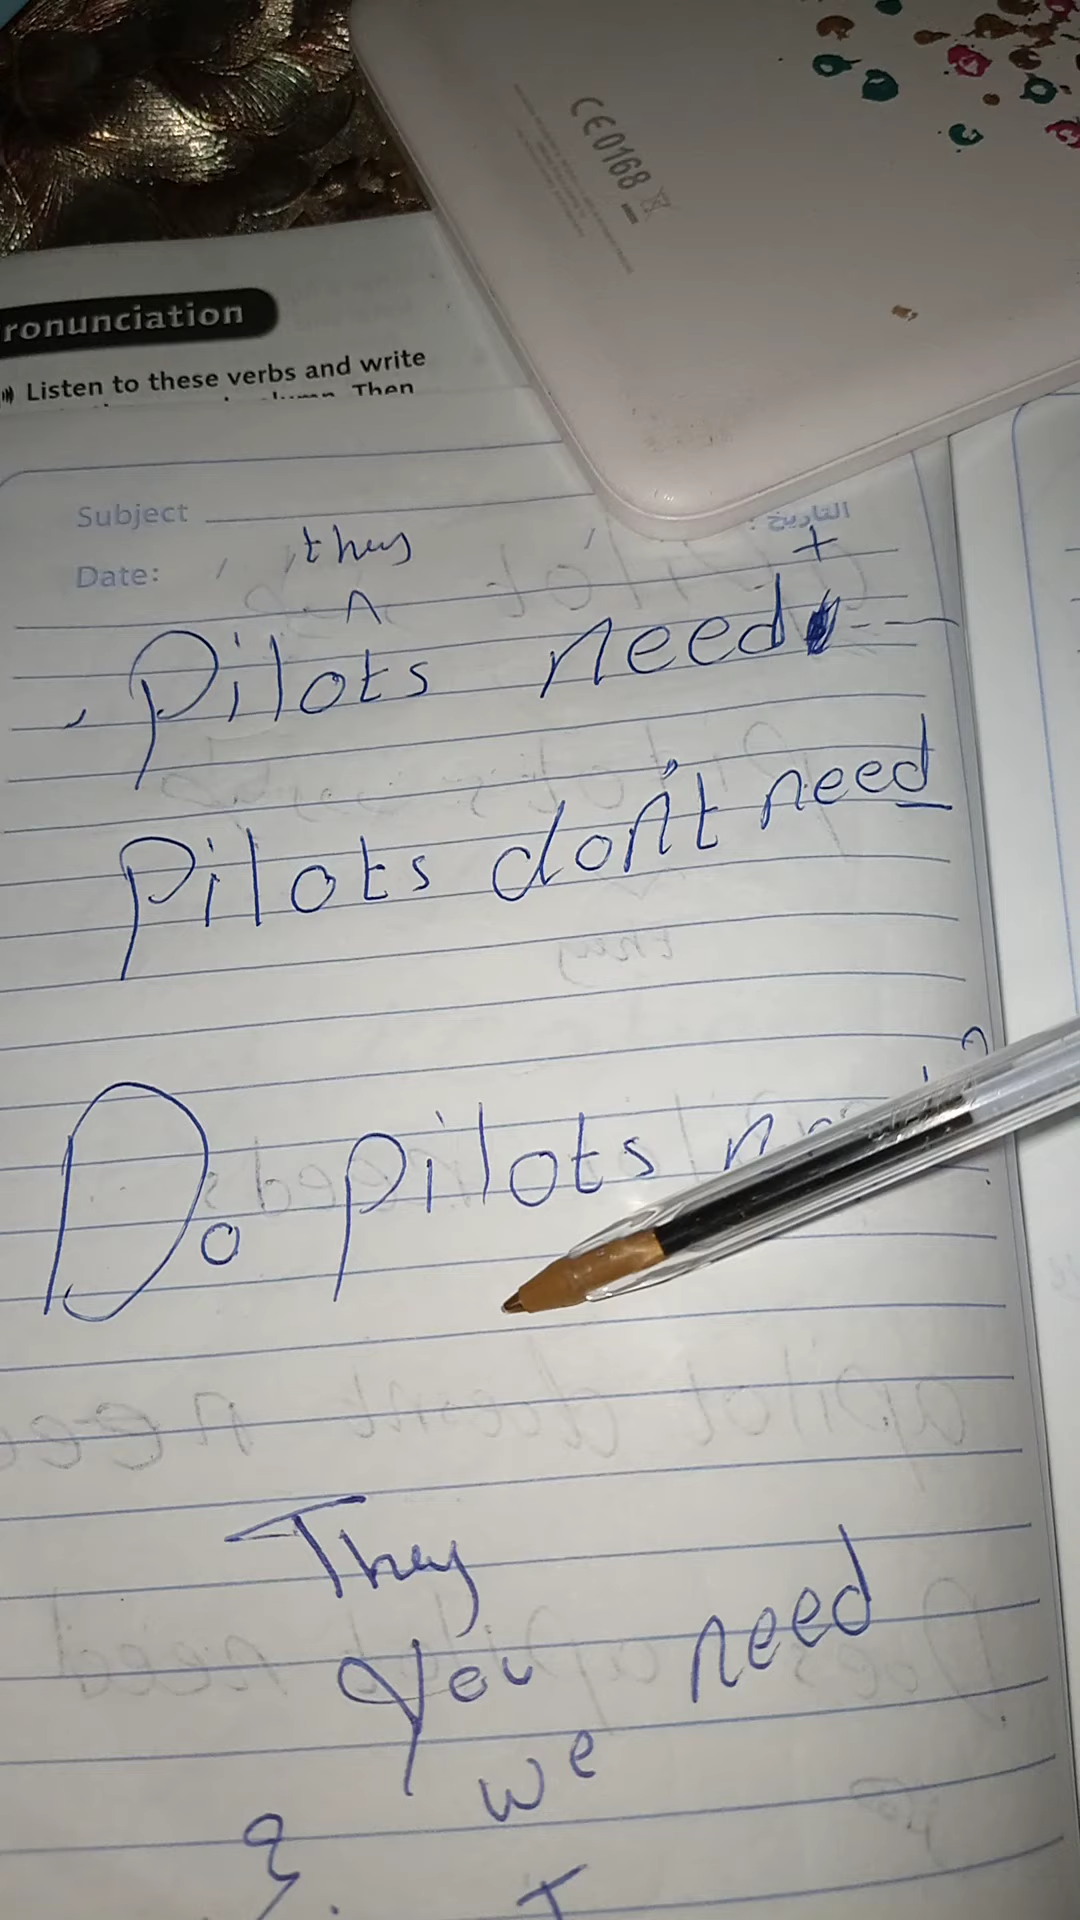 CE0168
ronunciation
Listen to these verbs and write
Then
Subject
التاريخ :
they
Date:
+
Pilots need
Pilots don't need
Do pilots
?
They
You need
we
I